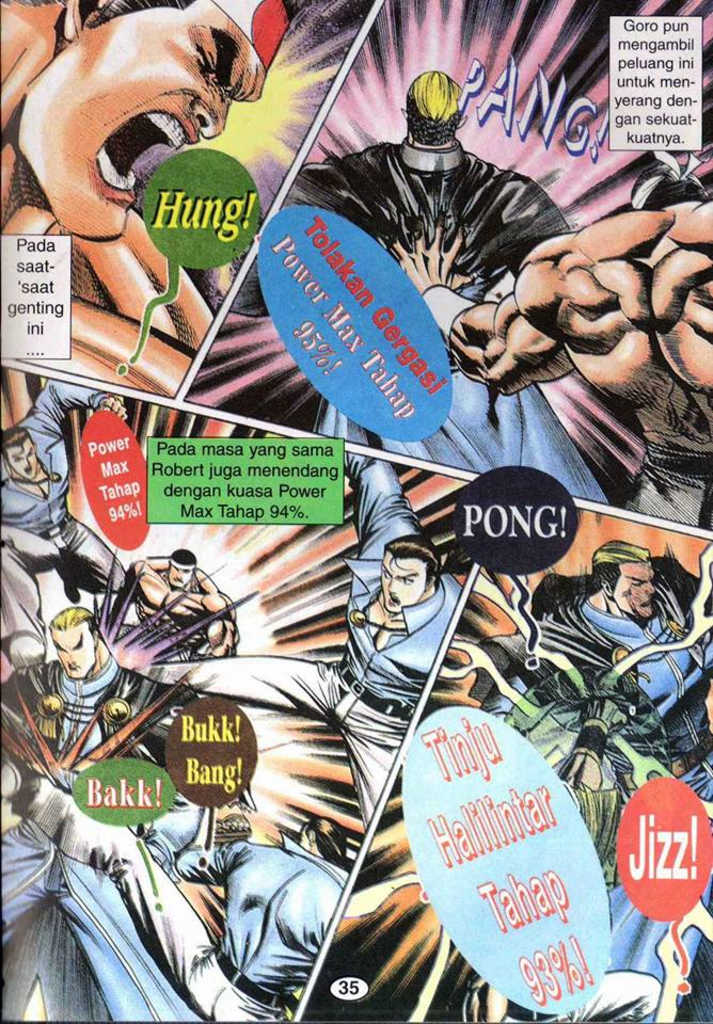 Hung!
Pada
saat-
'saat
genting
ini
....
PANG!
Goro pun
mengambil
peluang ini
untuk men-
yerang den-
gan sekuat-
kuatnya.
Tolakan Gergasi
Power Max Tahap
95%!
Power
Max
Tahap
94%!
Pada masa yang sama
Robert juga menendang
dengan kuasa Power
Max Tahap 94%.
Bukk!
Bang!
Bakk!
PONG!
Tinju
Halilintar
Tahap
93%!
Jizz!
35